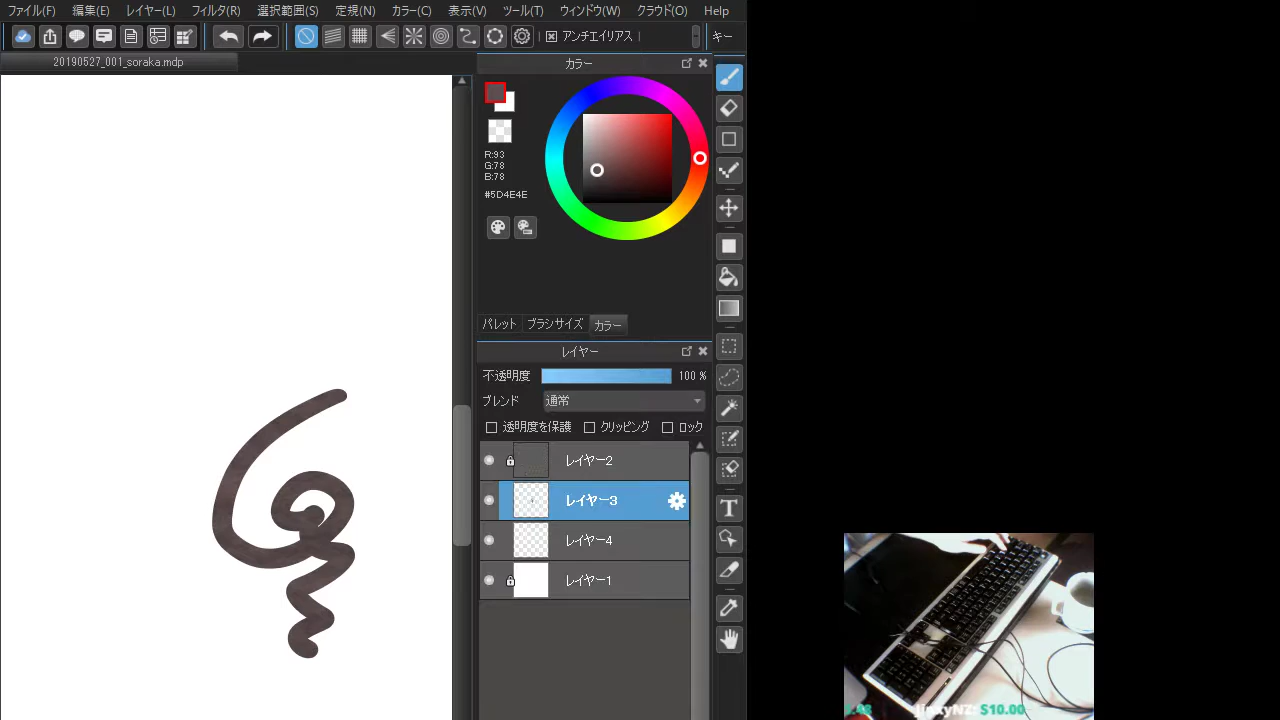 ファイル(F) 編集(E) レイヤー(L) フィルタ(R) 選択範囲(S) 定規(N) カラー(C) 表示(V) ツール(T) ウィンドウ(W) クラウド(O) Help
アンチエイリアス
キー
20190527_001_soraka.mdp
カラー
R:93
G:78
B:78
#5D4E4E
パレット ブラシサイズ カラー
レイヤー
不透明度 100 %
ブレンド 通常
透明度を保護 クリッピング ロック
レイヤー2
レイヤー3
レイヤー4
レイヤー1
T
JinkyNZ: $10.00